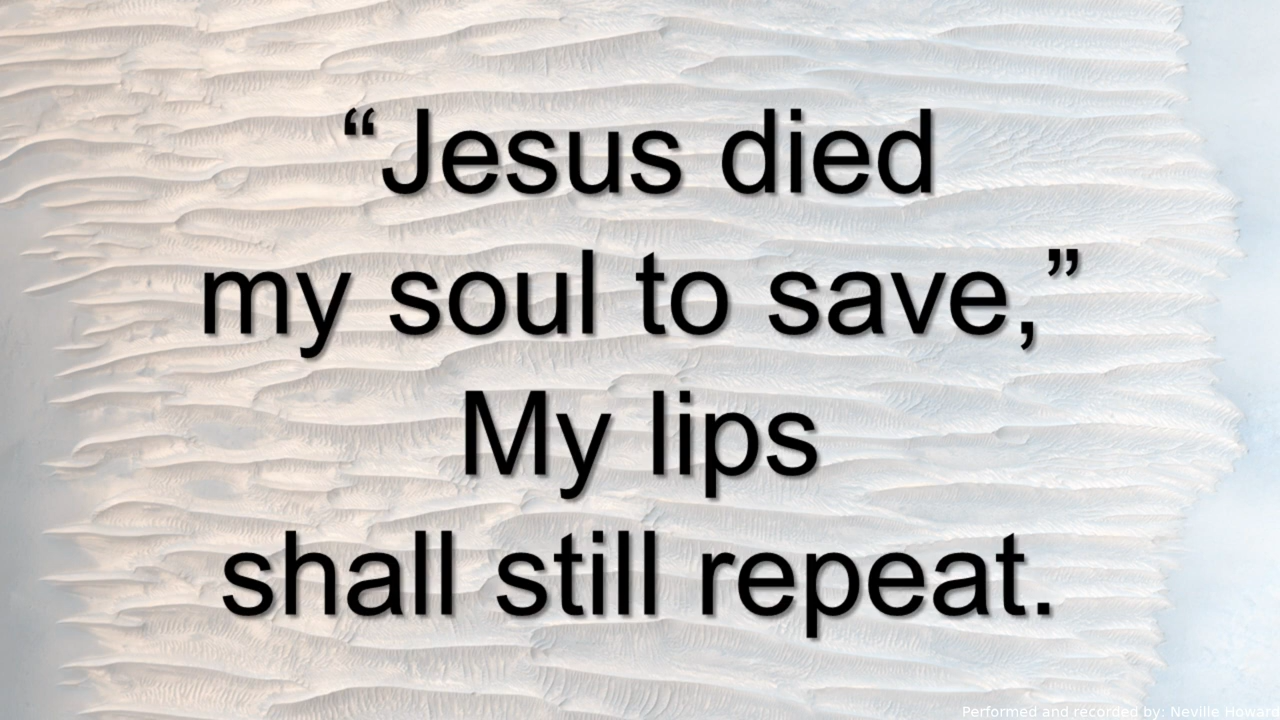 “Jesus died
my soul to save,”
My lips
shall still repeat.
Performed and recorded by: Neville Howard